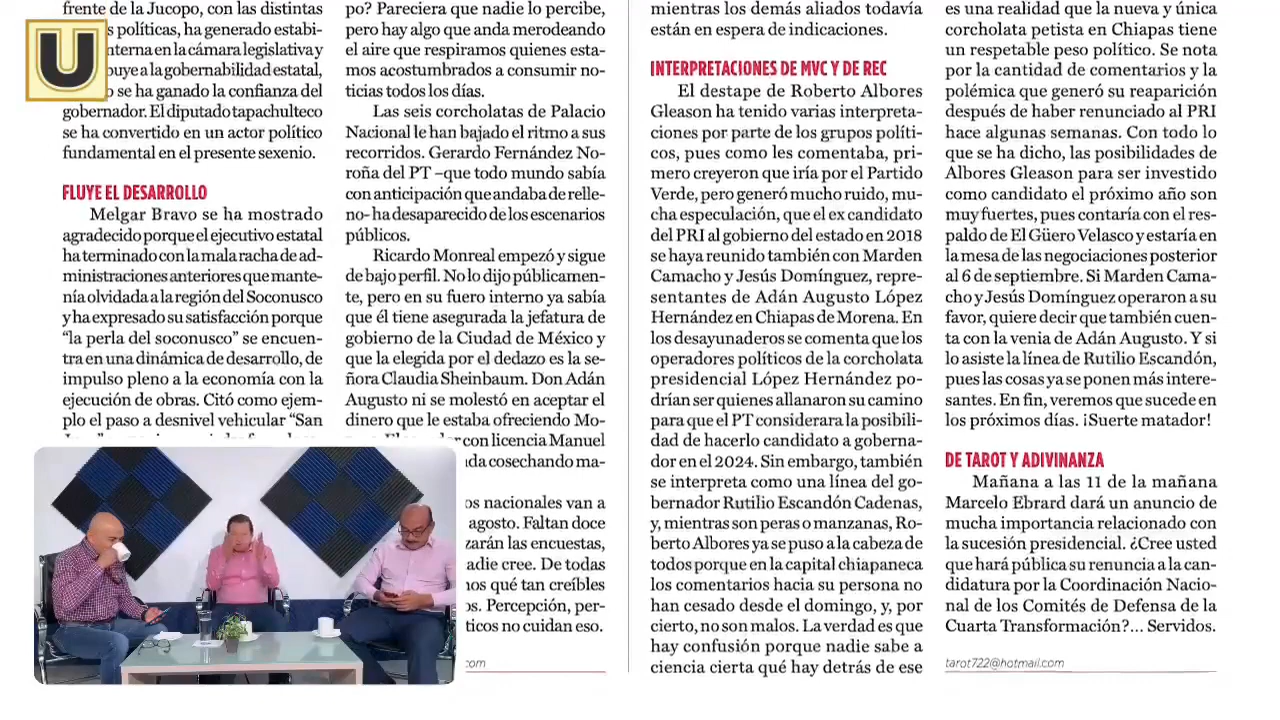 U
frente de la Jucopo, con las distintas
políticas, ha generado estabi-
interna en la cámara legislativa y
buye a la gobernabilidad estatal,
se ha ganado la confianza del
gobernador. El diputado tapachulteco
se ha convertido en un actor político
fundamental en el presente sexenio.
FLUYE EL DESARROLLO
Melgar Bravo se ha mostrado
agradecido porque el ejecutivo estatal
ha terminado con la mala racha de ad-
ministraciones anteriores que mante-
nía olvidada a la región del Soconusco
y ha expresado su satisfacción porque
“la perla del soconusco” se encuen-
tra en una dinámica de desarrollo, de
impulso pleno a la economía con la
ejecución de obras. Citó como ejem-
plo el paso a desnivel vehicular “San
po? Pareciera que nadie lo percibe,
pero hay algo que anda merodeando
el aire que respiramos quienes esta-
mos acostumbrados a consumir no-
ticias todos los días.
Las seis corcholatas de Palacio
Nacional le han bajado el ritmo a sus
recorridos. Gerardo Fernández No-
roña del PT –que todo mundo sabía
con anticipación que andaba de relle-
no- ha desaparecido de los escenarios
públicos.
Ricardo Monreal empezó y sigue
de bajo perfil. No lo dijo públicamen-
te, pero en su fuero interno ya sabía
que él tiene asegurada la jefatura de
gobierno de la Ciudad de México y
que la elegida por el dedazo es la se-
ñora Claudia Sheinbaum. Don Adán
Augusto ni se molestó en aceptar el
dinero que le estaba ofreciendo Mo-
con licencia Manuel
da cosechando ma-
os nacionales van a
agosto. Faltan doce
zarán las encuestas,
adie cree. De todas
nos qué tan creíbles
os. Percepción, per-
ticos no cuidan eso.
com
mientras los demás aliados todavía
están en espera de indicaciones.
INTERPRETACIONES DE MVC Y DE REC
El destape de Roberto Albores
Gleason ha tenido varias interpreta-
ciones por parte de los grupos políti-
cos, pues como les comentaba, pri-
mero creyeron que iría por el Partido
Verde, pero generó mucho ruido, mu-
cha especulación, que el ex candidato
del PRI al gobierno del estado en 2018
se haya reunido también con Marden
Camacho y Jesús Domínguez, repre-
sentantes de Adán Augusto López
Hernández en Chiapas de Morena. En
los desayunaderos se comenta que los
operadores políticos de la corcholata
presidencial López Hernández po-
drían ser quienes allanaron su camino
para que el PT considerara la posibili-
dad de hacerlo candidato a goberna-
dor en el 2024. Sin embargo, también
se interpreta como una línea del go-
bernador Rutilio Escandón Cadenas,
y, mientras son peras o manzanas, Ro-
berto Albores ya se puso a la cabeza de
todos porque en la capital chiapaneca
los comentarios hacia su persona no
han cesado desde el domingo, y, por
cierto, no son malos. La verdad es que
hay confusión porque nadie sabe a
ciencia cierta qué hay detrás de ese
es una realidad que la nueva y única
corcholata petista en Chiapas tiene
un respetable peso político. Se nota
por la cantidad de comentarios y la
polémica que generó su reaparición
después de haber renunciado al PRI
hace algunas semanas. Con todo lo
que se ha dicho, las posibilidades de
Albores Gleason para ser investido
como candidato el próximo año son
muy fuertes, pues contaría con el res-
paldo de El Güero Velasco y estaría en
la mesa de las negociaciones posterior
al 6 de septiembre. Si Marden Cama-
cho y Jesús Domínguez operaron a su
favor, quiere decir que también cuen-
ta con la venia de Adán Augusto. Y si
lo asiste la línea de Rutilio Escandón,
pues las cosas ya se ponen más intere-
santes. En fin, veremos que sucede en
los próximos días. ¡Suerte matador!
DE TAROT Y ADIVINANZA
Mañana a las 11 de la mañana
Marcelo Ebrard dará un anuncio de
mucha importancia relacionado con
la sucesión presidencial. ¿Cree usted
que hará pública su renuncia a la can-
didatura por la Coordinación Nacio-
nal de los Comités de Defensa de la
Cuarta Transformación?... Servidos.
tarot722@hotmail.com